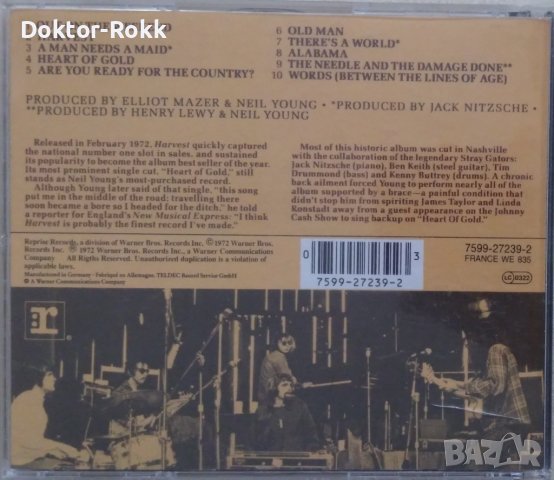 Doktor-Rokk
3 A MAN NEEDS A MAID*
4 HEART OF GOLD
5 ARE YOU READY FOR THE COUNTRY?
6 OLD MAN
7 THERE'S A WORLD*
8 ALABAMA
9 THE NEEDLE AND THE DAMAGE DONE**
10 WORDS (BETWEEN THE LINES OF AGE)
PRODUCED BY ELLIOT MAZER & NEIL YOUNG • *PRODUCED BY JACK NITZSCHE •
**PRODUCED BY HENRY LEWY & NEIL YOUNG
Released in February 1972, Harvest quickly captured
the national number one slot in sales, and sustained
its popularity to become the album best seller of the year.
Its most prominent single cut, "Heart of Gold," still
stands as Neil Young's most-purchased record.
Although Young later said of that single, "this song
put me in the middle of the road: travelling there
soon became a bore so I headed for the ditch," he told
a reporter for England's New Musical Express: "I think
Harvest is probably the finest record I've made."
Most of this historic album was cut in Nashville
with the collaboration of the legendary Stray Gators:
Jack Nitzsche (piano), Ben Keith (steel guitar), Tim
Drummond (bass) and Kenny Buttrey (drums). A chronic
back ailment forced Young to perform nearly all of the
album supported by a brace—a painful condition that
didn't stop him from spiriting James Taylor and Linda
Ronstadt away from a guest appearance on the Johnny
Cash Show to sing backup on "Heart Of Gold."
Reprise Records, a division of Warner Bros. Records Inc. ℗ 1972 Warner Bros.
Records Inc. © 1972 Warner Bros. Records Inc., a Warner Communications
Company All Rights Reserved. Unauthorized duplication is a violation of
applicable laws.
Manufactured in Germany · Fabriqué en Allemagne. TELDEC Record Service GmbH
A Warner Communications Company
0
3
7599-27239-2
7599-27239-2
FRANCE WE 835
LC 0322
r
BAZAR